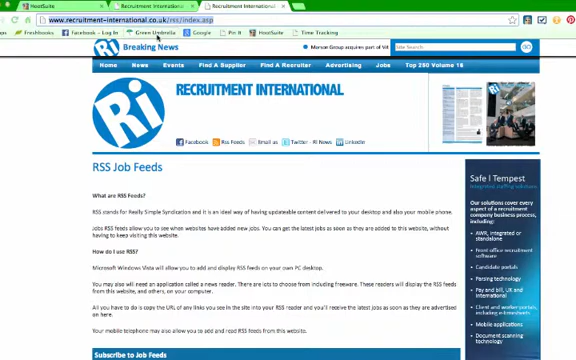 HootSuite
Recruitment International
Recruitment International
www.recruitment-international.co.uk/rss/index.asp
Freshbooks
Facebook - Log In
Green Umbrella
Google
Pin It
HootSuite
Time Tracking
Ri
Breaking News
Morson Group acquires part of Vit
Site Search
GO
Home
News
Events
Find A Supplier
Find A Recruiter
Advertising
Jobs
Top 250 Volume 16
Ri
RECRUITMENT INTERNATIONAL
Facebook
Rss Feeds
Email us
Twitter - RI News
LinkedIn
RSS Job Feeds
What are RSS Feeds?
RSS stands for Really Simple Syndication and it is an ideal way of having updateable content delivered to your desktop and also your mobile phone.
Jobs RSS feeds allow you to see when websites have added new jobs. You can get the latest jobs as soon as they are added to this website, without
having to keep visiting this website.
How do I use RSS?
Microsoft Windows Vista will allow you to add and display RSS feeds on your own PC desktop.
You may also will need an application called a news reader. There are lots to choose from including freeware. These readers will display the RSS feeds
from this website, and others, on your computer.
All you have to do is copy the URL of any links you see in the site into your RSS reader and you'll receive the latest jobs as soon as they are advertised
on here.
Your mobile telephone may also allow you to add and read RSS feeds from this website.
Subscribe to Job Feeds
Safe I Tempest
Integrated staffing solutions
Our solutions cover every
aspect of a recruitment
company business process,
including:
AWR, integrated or
standalone
Front office recruitment
software
Candidate portals
Parsing technology
Pay and bill, UK and
International
Client and worker portals,
including e-timesheets
Mobile applications
Document scanning
technology